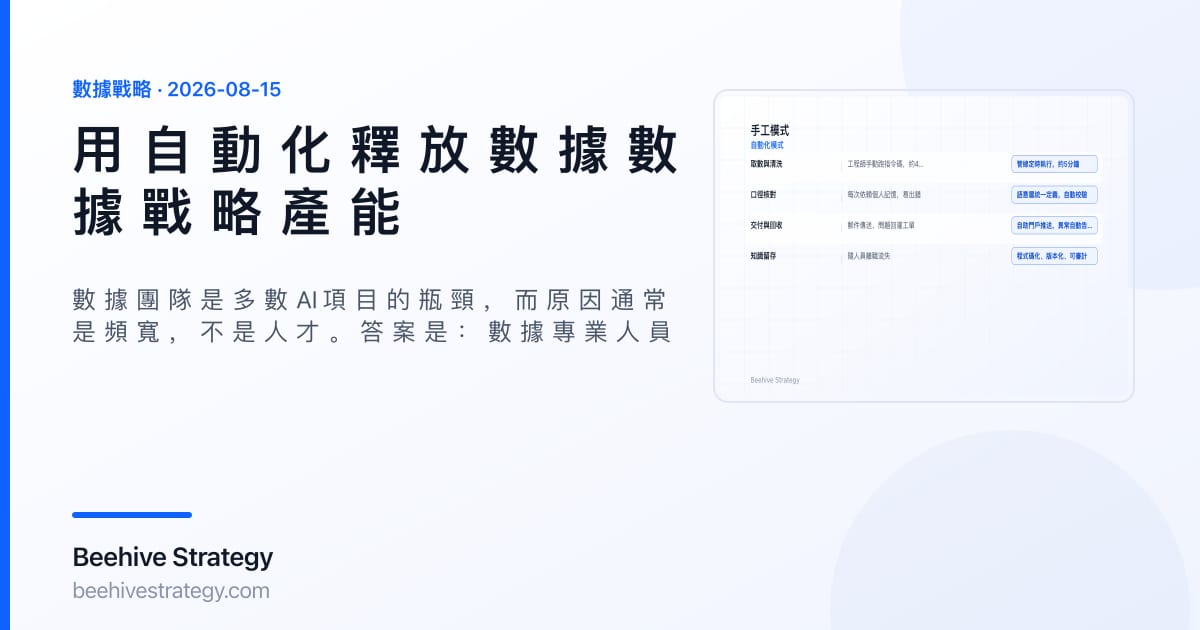 數據戰略 · 2026-08-15
用自動化釋放數據數
據戰略產能
數據團隊是多數AI項目的瓶頸，而原因通常
是頻寬，不是人才。答案是：數據專業人員
手工模式
自動化模式
取數與清洗 工程師手動跑指令碼，約4... 管線定時執行，約5分鐘
口徑核對 每次依賴個人記憶，易出錯 語意層統一定義，自動校驗
交付與回收 郵件傳送、問題回滾工單 自助門戶推送，異常自動告...
知識留存 隨人員離職流失 程式碼化、版本化、可審計
Beehive Strategy
Beehive Strategy
beehivestrategy.com